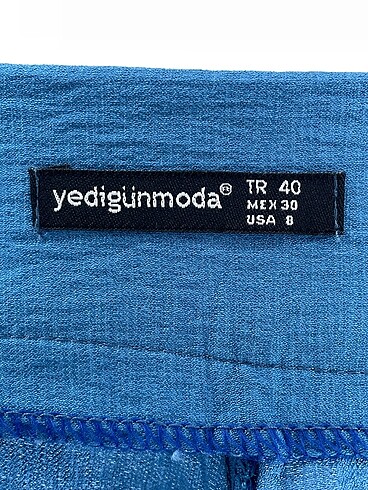 yedigünmoda®
TR 40
MEX 30
USA 8